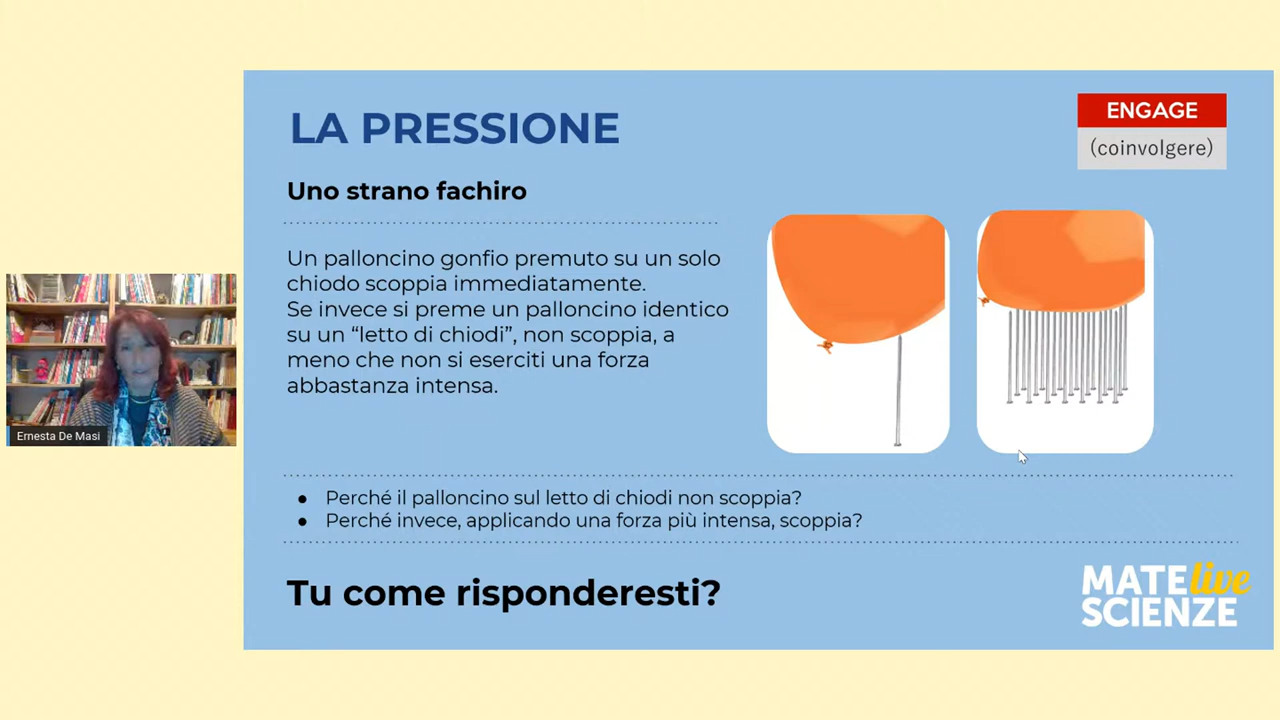 LA PRESSIONE
ENGAGE
(coinvolgere)
Uno strano fachiro
Un palloncino gonfio premuto su un solo
chiodo scoppia immediatamente.
Se invece si preme un palloncino identico
su un “letto di chiodi”, non scoppia, a
meno che non si eserciti una forza
abbastanza intensa.
Ernesta De Masi
● Perché il palloncino sul letto di chiodi non scoppia?
● Perché invece, applicando una forza più intensa, scoppia?
Tu come risponderesti?
MATE live
SCIENZE